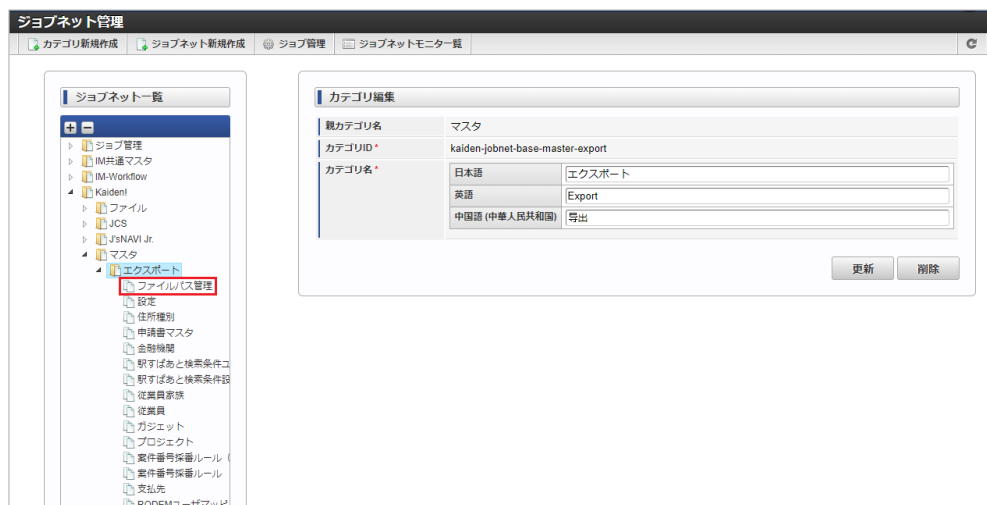 ジョブネット管理
カテゴリ新規作成 ジョブネット新規作成 ジョブ管理 ジョブネットモニタ一覧
ジョブネット一覧
ジョブ管理
IM共通マスタ
IM-Workflow
Kaiden!
ファイル
JCS
J'sNAVI Jr.
マスタ
エクスポート
ファイルパス管理
設定
住所種別
申請書マスタ
金融機関
駅すぱあと検索条件ユ
駅すぱあと検索条件設
従業員家族
従業員
ガジェット
プロジェクト
案件番号採番ルール（
案件番号採番ルール
支払先
RODEMユーザマッピ
カテゴリ編集
親カテゴリ名 マスタ
カテゴリID * kaiden-jobnet-base-master-export
カテゴリ名 * 日本語 エクスポート
英語 Export
中国語 (中華人民共和国) 导出
更新 削除